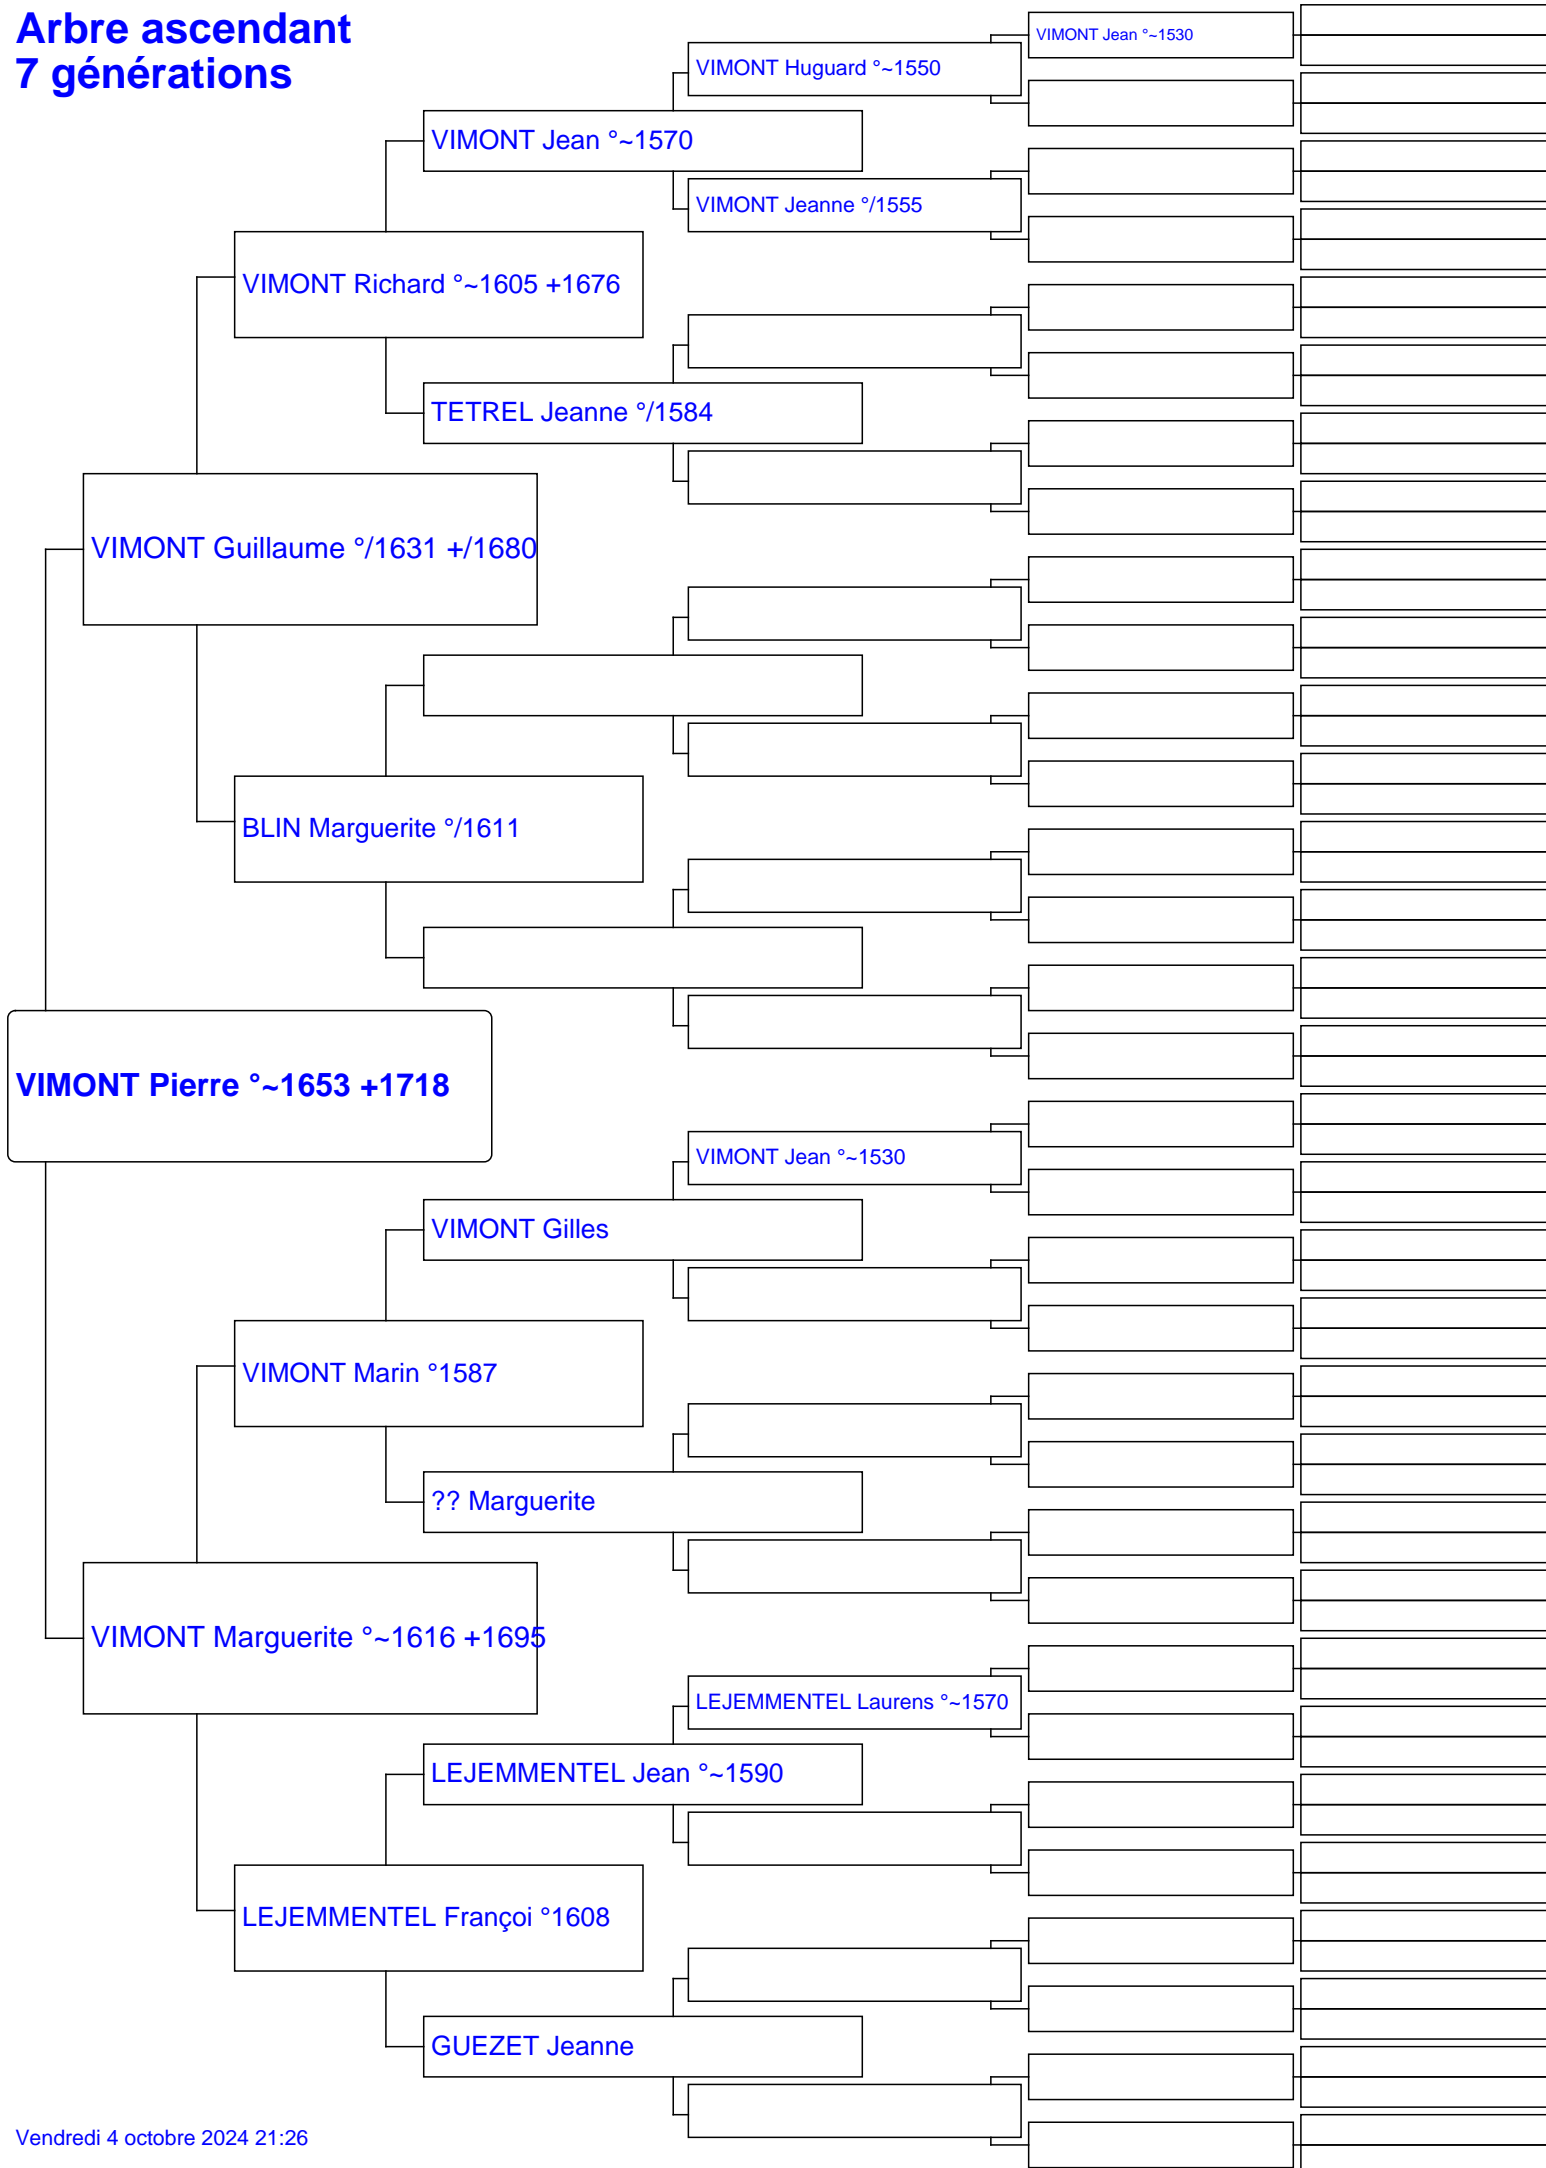 Arbre ascendant
7 générations
VIMONT Jean °~1530
VIMONT Huguard °~1550
VIMONT Jean °~1570
VIMONT Jeanne °/1555
VIMONT Richard °~1605 +1676
TETREL Jeanne °/1584
VIMONT Guillaume °/1631 +/1680
BLIN Marguerite °/1611
VIMONT Pierre °~1653 +1718
VIMONT Jean °~1530
VIMONT Gilles
VIMONT Marin °1587
?? Marguerite
VIMONT Marguerite °~1616 +1695
LEJEMMENTEL Laurens °~1570
LEJEMMENTEL Jean °~1590
LEJEMMENTEL Françoi °1608
GUEZET Jeanne
Vendredi 4 octobre 2024 21:26